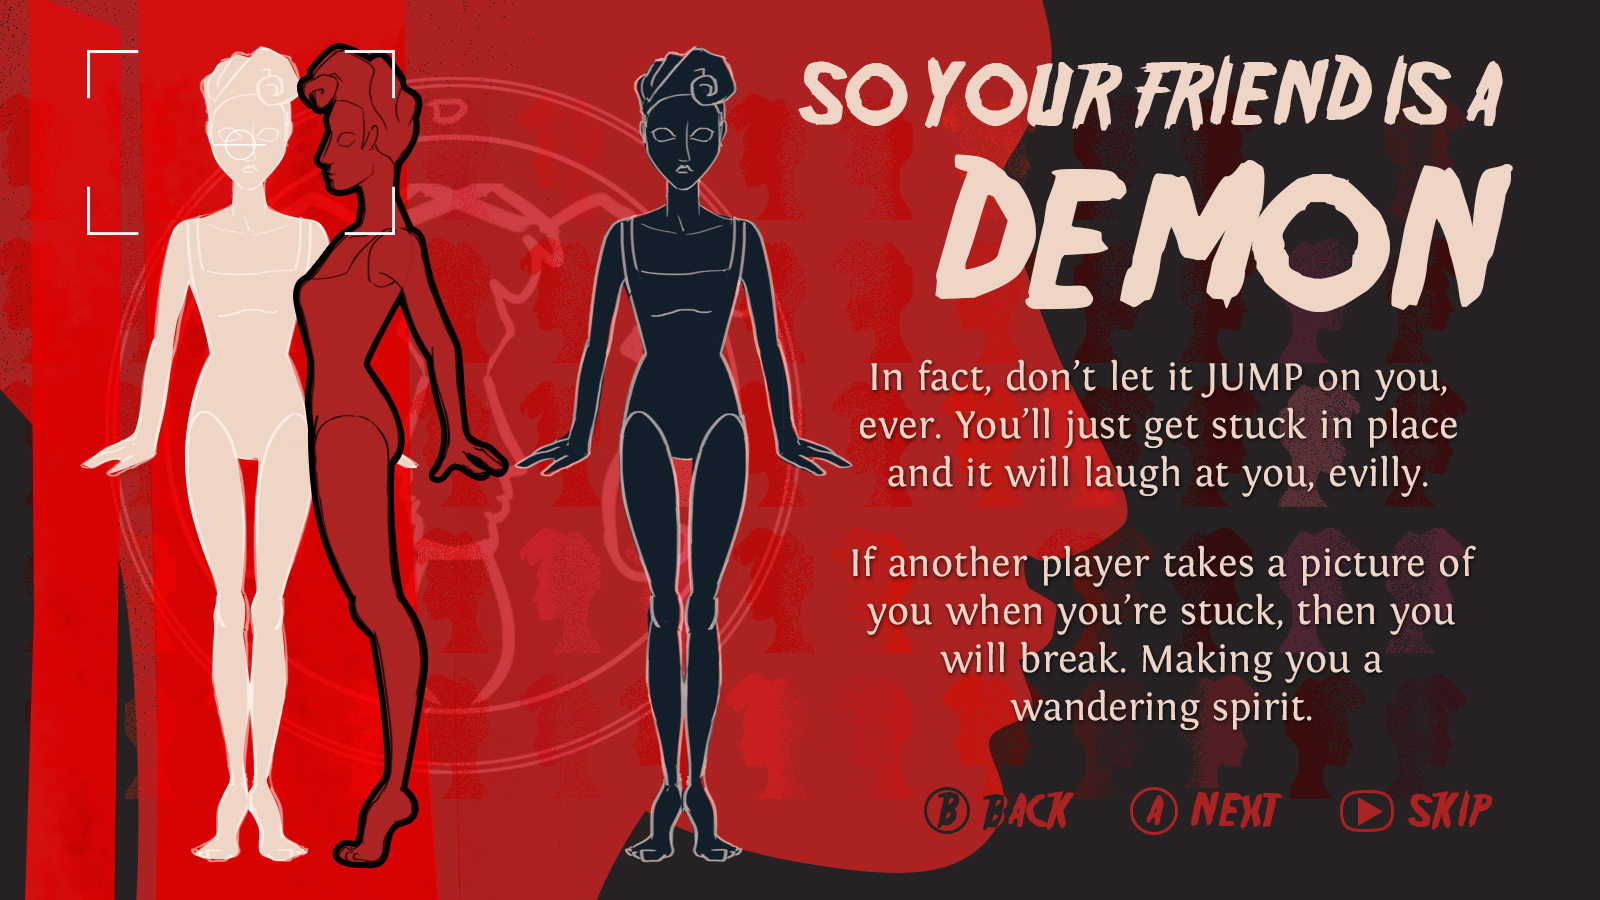 SO YOUR FRIEND IS A
DEMON
In fact, don't let it JUMP on you,
ever. You'll just get stuck in place
and it will laugh at you, evilly.
If another player takes a picture of
you when you're stuck, then you
will break. Making you a
wandering spirit.
B BACK A NEXT SKIP